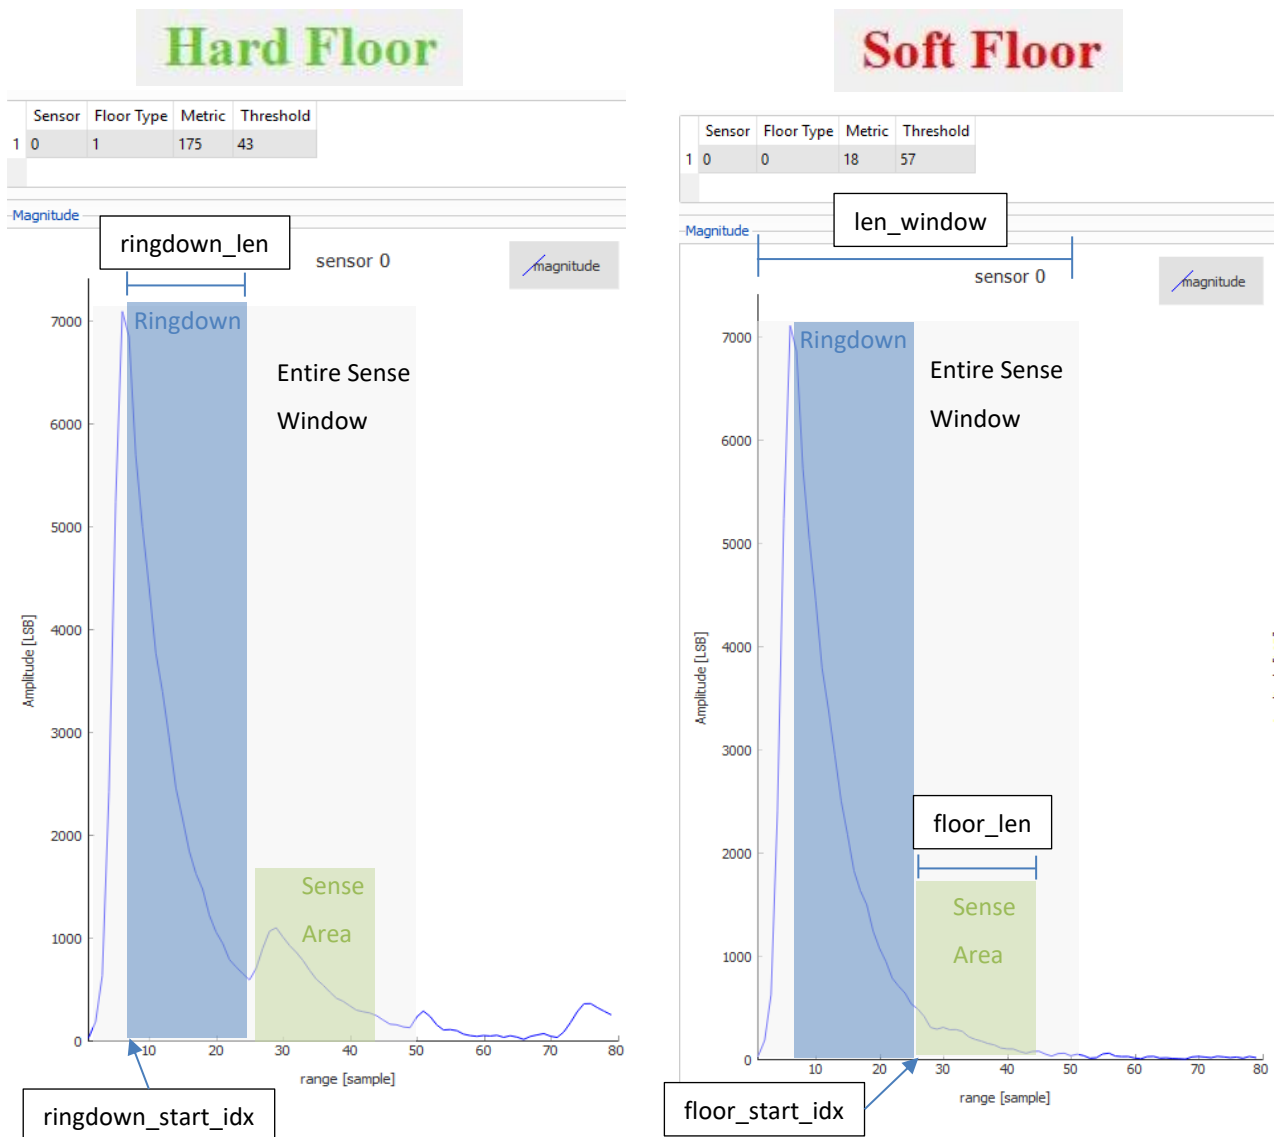 Hard Floor
Sensor Floor Type Metric Threshold
1 0 1 175 43
Magnitude
ringdown_len
sensor 0
magnitude
Ringdown
Entire Sense
Window
7000
6000
5000
4000
3000
2000
1000
0
Amplitude [LSB]
Sense
Area
10 20 30 40 50 60 70 80
range [sample]
ringdown_start_idx
Soft Floor
Sensor Floor Type Metric Threshold
1 0 0 18 57
len_window
Magnitude
sensor 0
magnitude
Ringdown
Entire Sense
Window
7000
6000
5000
4000
3000
2000
1000
0
Amplitude [LSB]
floor_len
Sense
Area
10 20 30 40 50 60 70 80
range [sample]
floor_start_idx